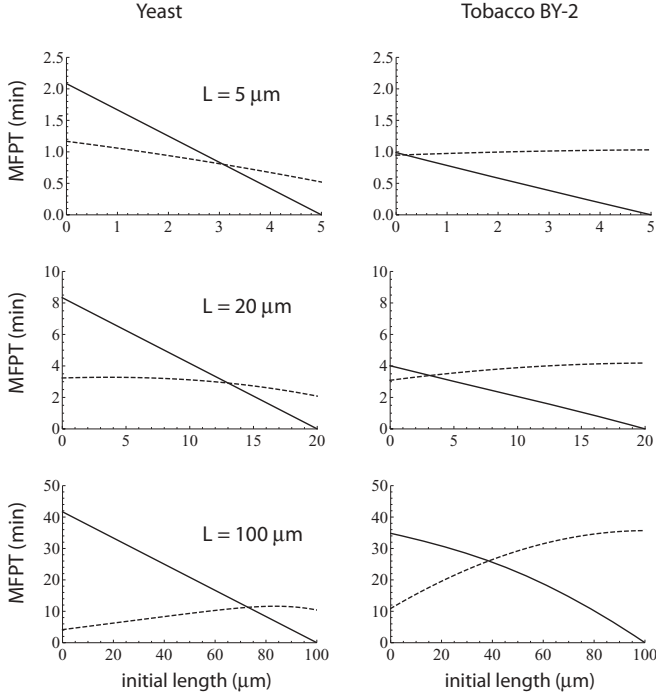 Yeast Tobacco BY-2
MFPT (min)
2.5
2.0
1.5
1.0
0.5
0.0
L = 5 μm
0 1 2 3 4 5
2.5
2.0
1.5
1.0
0.5
0.0
0 1 2 3 4 5
MFPT (min)
10
8
6
4
2
0
L = 20 μm
0 5 10 15 20
10
8
6
4
2
0
0 5 10 15 20
MFPT (min)
50
40
30
20
10
0
L = 100 μm
0 20 40 60 80 100
initial length (μm)
50
40
30
20
10
0
0 20 40 60 80 100
initial length (μm)